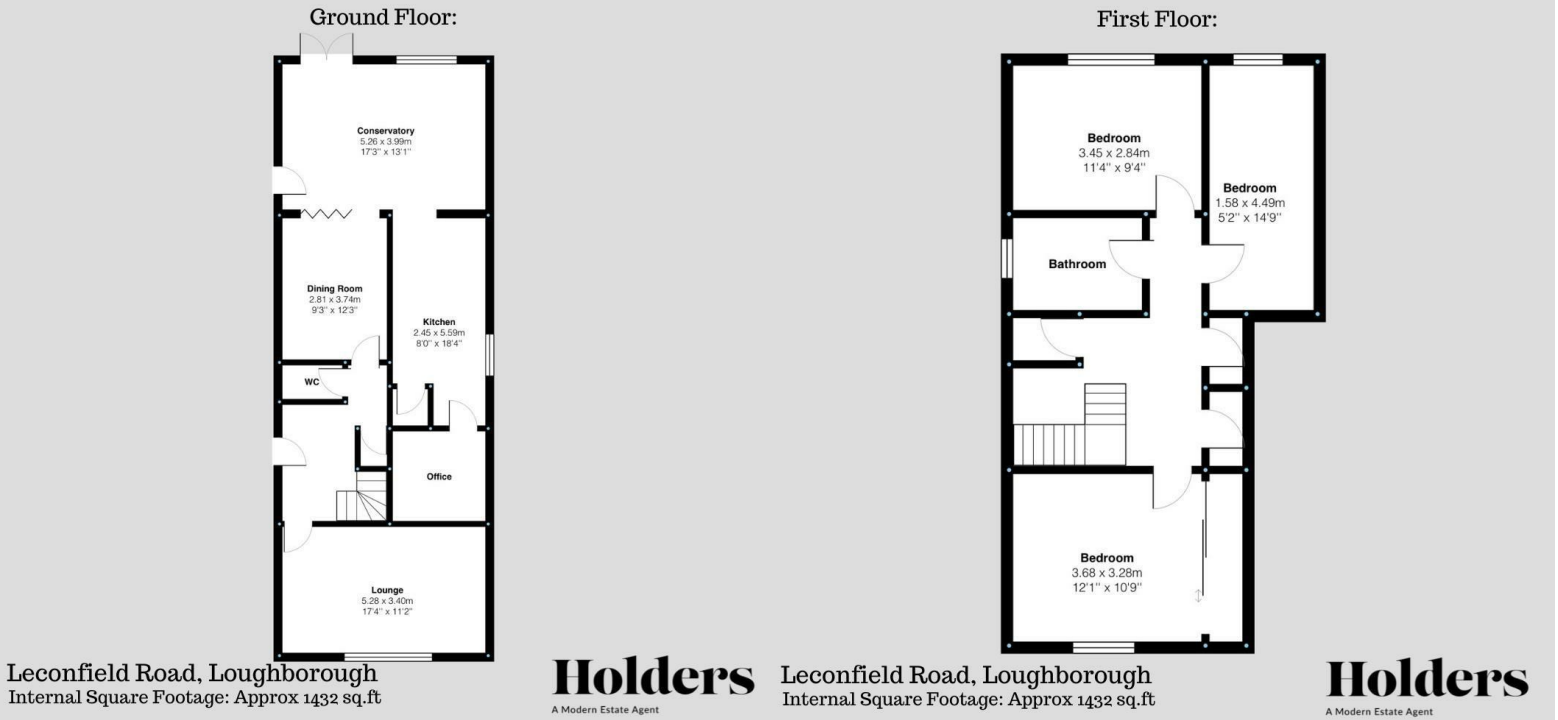 Ground Floor:
Conservatory
5.26 x 3.99m
17'3" x 13'1"
Dining Room
2.81 x 3.74m
9'3" x 12'3"
Kitchen
2.45 x 5.59m
8'0" x 18'4"
WC
Office
Lounge
5.28 x 3.40m
17'4" x 11'2"
Leconfield Road, Loughborough
Internal Square Footage: Approx 1432 sq.ft
Holders
A Modern Estate Agent
First Floor:
Bedroom
3.45 x 2.84m
11'4" x 9'4"
Bedroom
1.58 x 4.49m
5'2" x 14'9"
Bathroom
Bedroom
3.68 x 3.28m
12'1" x 10'9"
Leconfield Road, Loughborough
Internal Square Footage: Approx 1432 sq.ft
Holders
A Modern Estate Agent